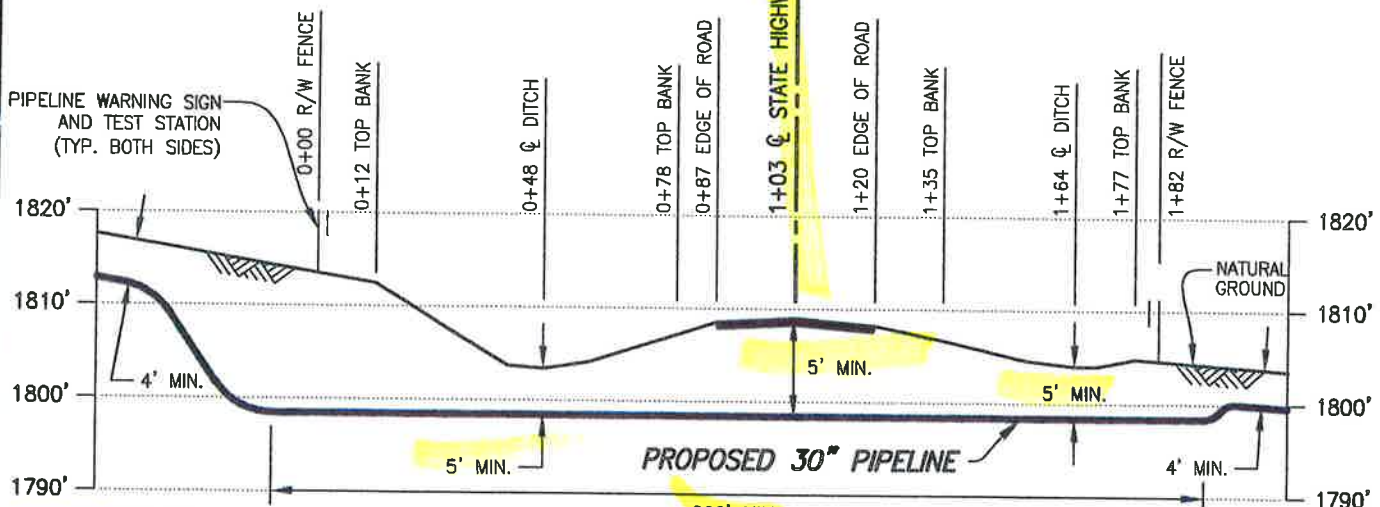 0+00 R/W FENCE
0+12 TOP BANK
0+48 ℄ DITCH
0+78 TOP BANK
0+87 EDGE OF ROAD
1+03 ℄ STATE
1+20 EDGE OF ROAD
1+35 TOP BANK
1+64 ℄ DITCH
1+77 TOP BANK
1+82 R/W FENCE
PIPELINE WARNING SIGN
AND TEST STATION
(TYP. BOTH SIDES)
1820'
1820'
NATURAL
GROUND
1810'
1810'
4' MIN.
5' MIN.
5' MIN.
1800'
1800'
5' MIN.
PROPOSED 30" PIPELINE
4' MIN.
1790'
1790'